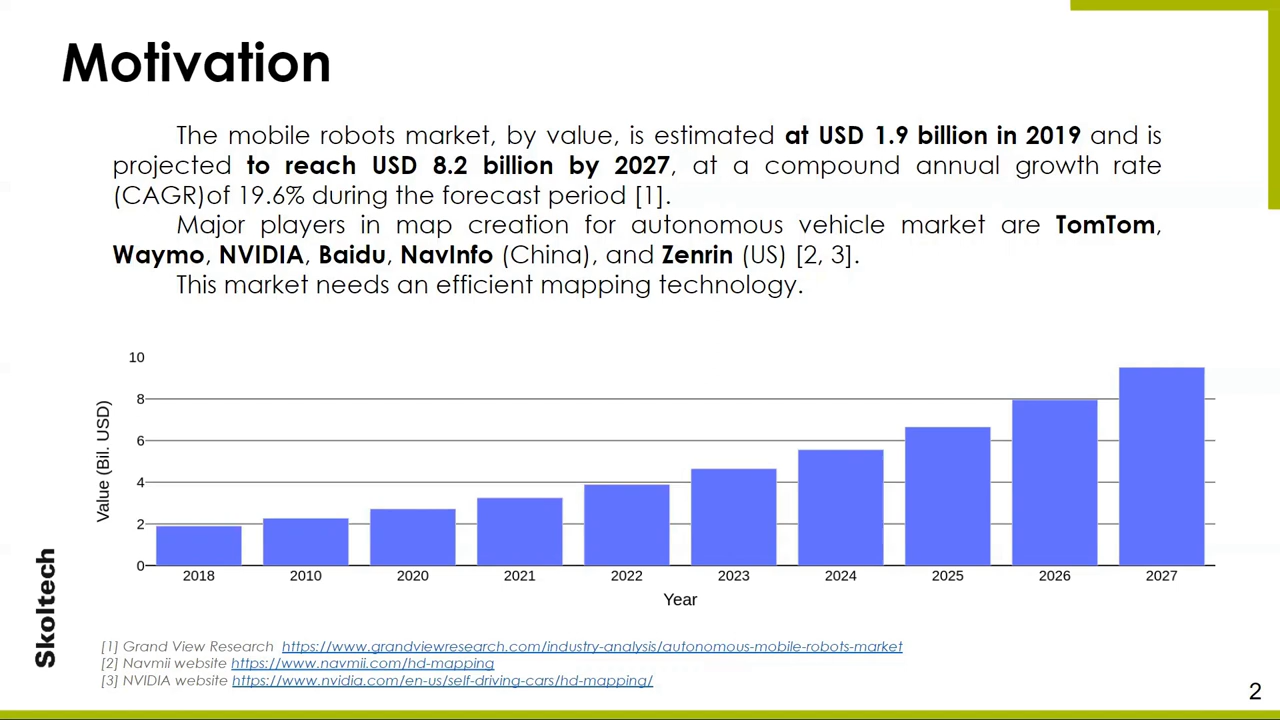 Motivation
The mobile robots market, by value, is estimated at USD 1.9 billion in 2019 and is
projected to reach USD 8.2 billion by 2027, at a compound annual growth rate
(CAGR)of 19.6% during the forecast period [1].
Major players in map creation for autonomous vehicle market are TomTom,
Waymo, NVIDIA, Baidu, NavInfo (China), and Zenrin (US) [2, 3].
This market needs an efficient mapping technology.
10
8
6
4
2
0
Value (Bil. USD)
2018 2010 2020 2021 2022 2023 2024 2025 2026 2027
Year
Skoltech
[1] Grand View Research https://www.grandviewresearch.com/industry-analysis/autonomous-mobile-robots-market
[2] Navmii website https://www.navmii.com/hd-mapping
[3] NVIDIA website https://www.nvidia.com/en-us/self-driving-cars/hd-mapping/
2